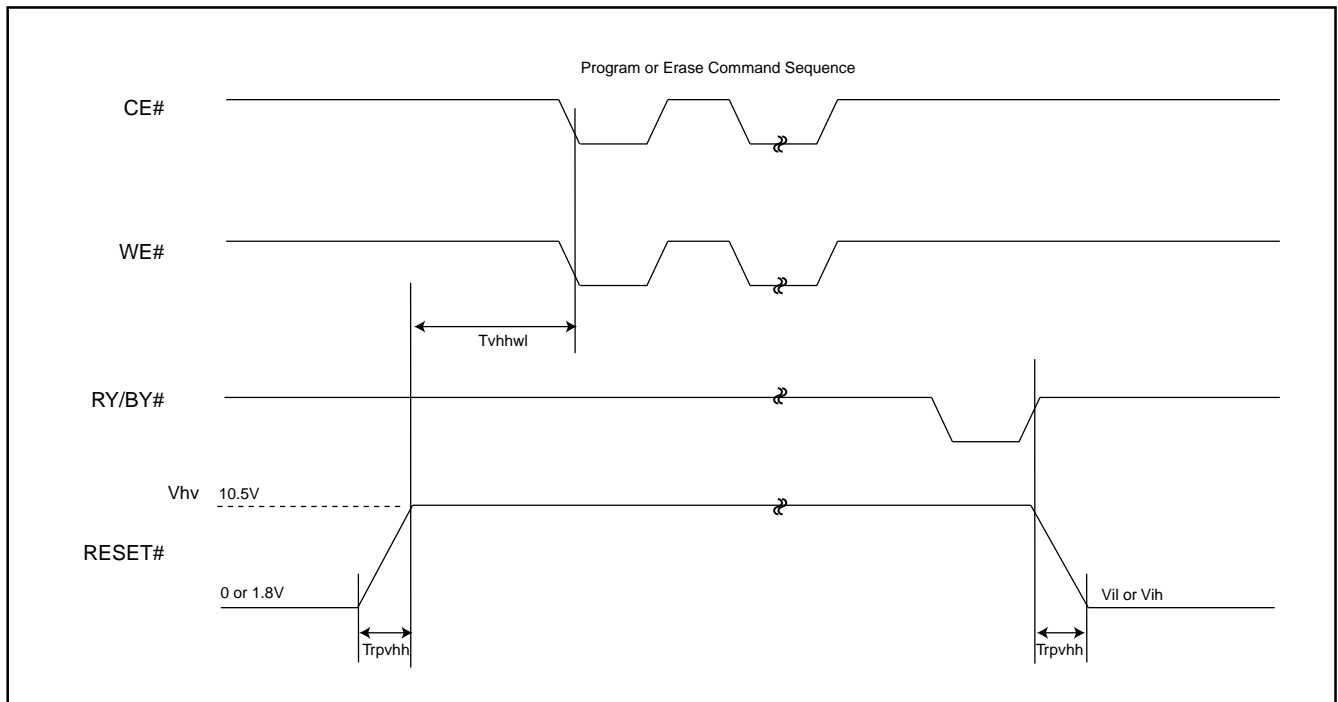 Program or Erase Command Sequence
CE#
WE#
Tvhhwl
RY/BY#
Vhv 10.5V
RESET#
0 or 1.8V
Vil or Vih
Trpvhh
Trpvhh